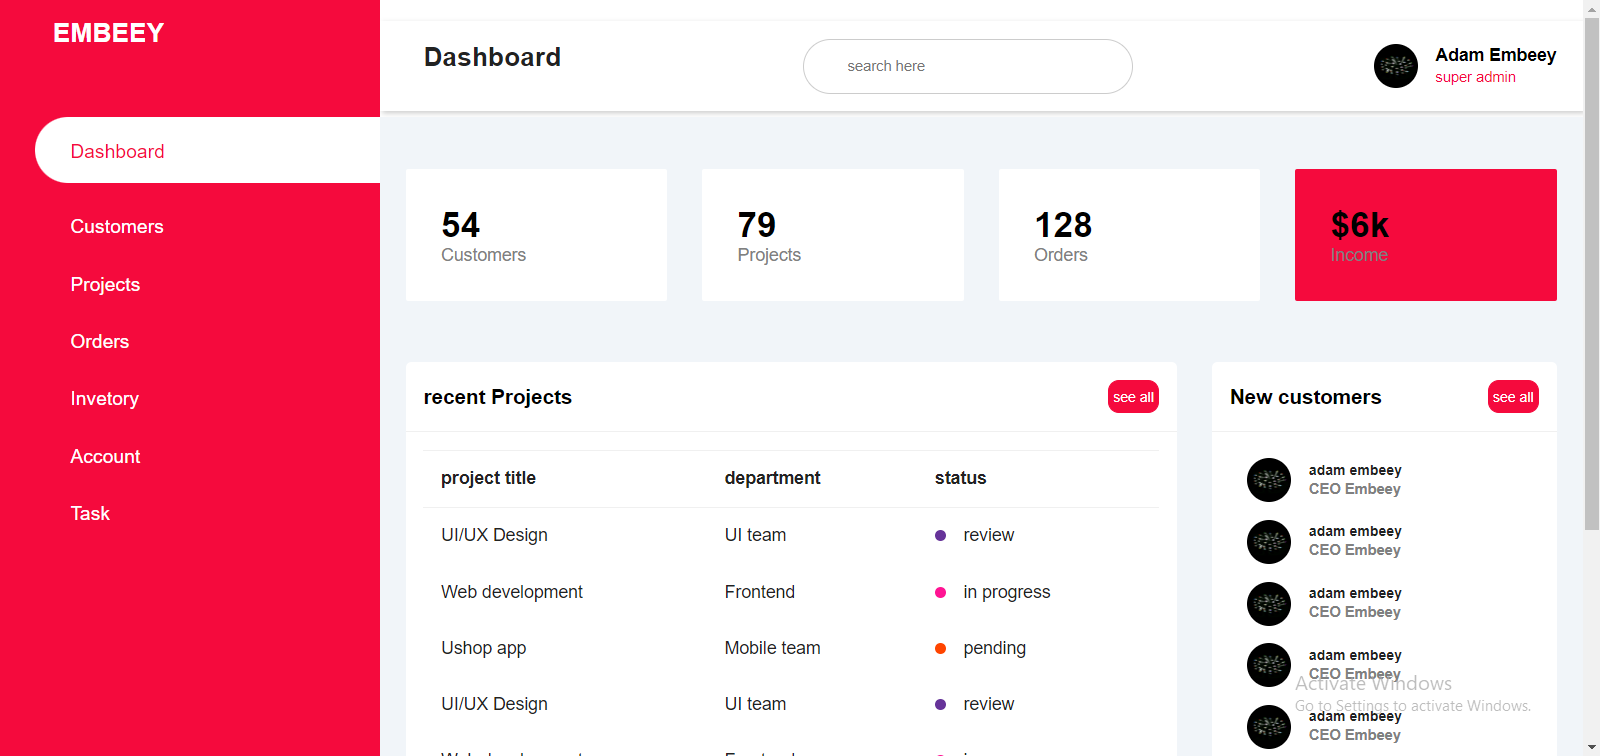 EMBEEY
Dashboard
Customers
Projects
Orders
Invetory
Account
Task
Dashboard
search here
Adam Embeey
super admin
54
Customers
79
Projects
128
Orders
$6k
Income
recent Projects
see all
project title department status
UI/UX Design UI team review
Web development Frontend in progress
Ushop app Mobile team pending
UI/UX Design UI team review
New customers
see all
adam embeey
CEO Embeey
adam embeey
CEO Embeey
adam embeey
CEO Embeey
adam embeey
CEO Embeey
adam embeey
CEO Embeey
Activate Windows
Go to Settings to activate Windows.